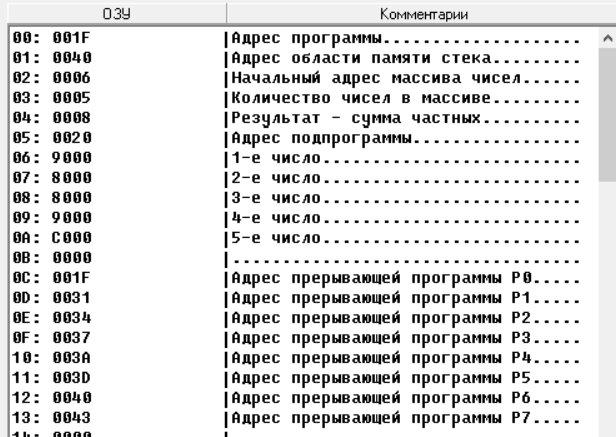 ОЗУ Комментарии
00: 001F |Адрес программы...................
01: 0040 |Адрес области памяти стека........
02: 0006 |Начальный адрес массива чисел.....
03: 0005 |Количество чисел в массиве........
04: 0008 |Результат - сумма частных.........
05: 0020 |Адрес подпрограммы................
06: 9000 |1-е число.........................
07: 8000 |2-е число.........................
08: 8000 |3-е число.........................
09: 9000 |4-е число.........................
0A: C000 |5-е число.........................
0B: 0000 |..................................
0C: 001F |Адрес прерывающей программы P0.....
0D: 0031 |Адрес прерывающей программы P1.....
0E: 0034 |Адрес прерывающей программы P2.....
0F: 0037 |Адрес прерывающей программы P3.....
10: 003A |Адрес прерывающей программы P4.....
11: 003D |Адрес прерывающей программы P5.....
12: 0040 |Адрес прерывающей программы P6.....
13: 0043 |Адрес прерывающей программы P7.....
14: 0000